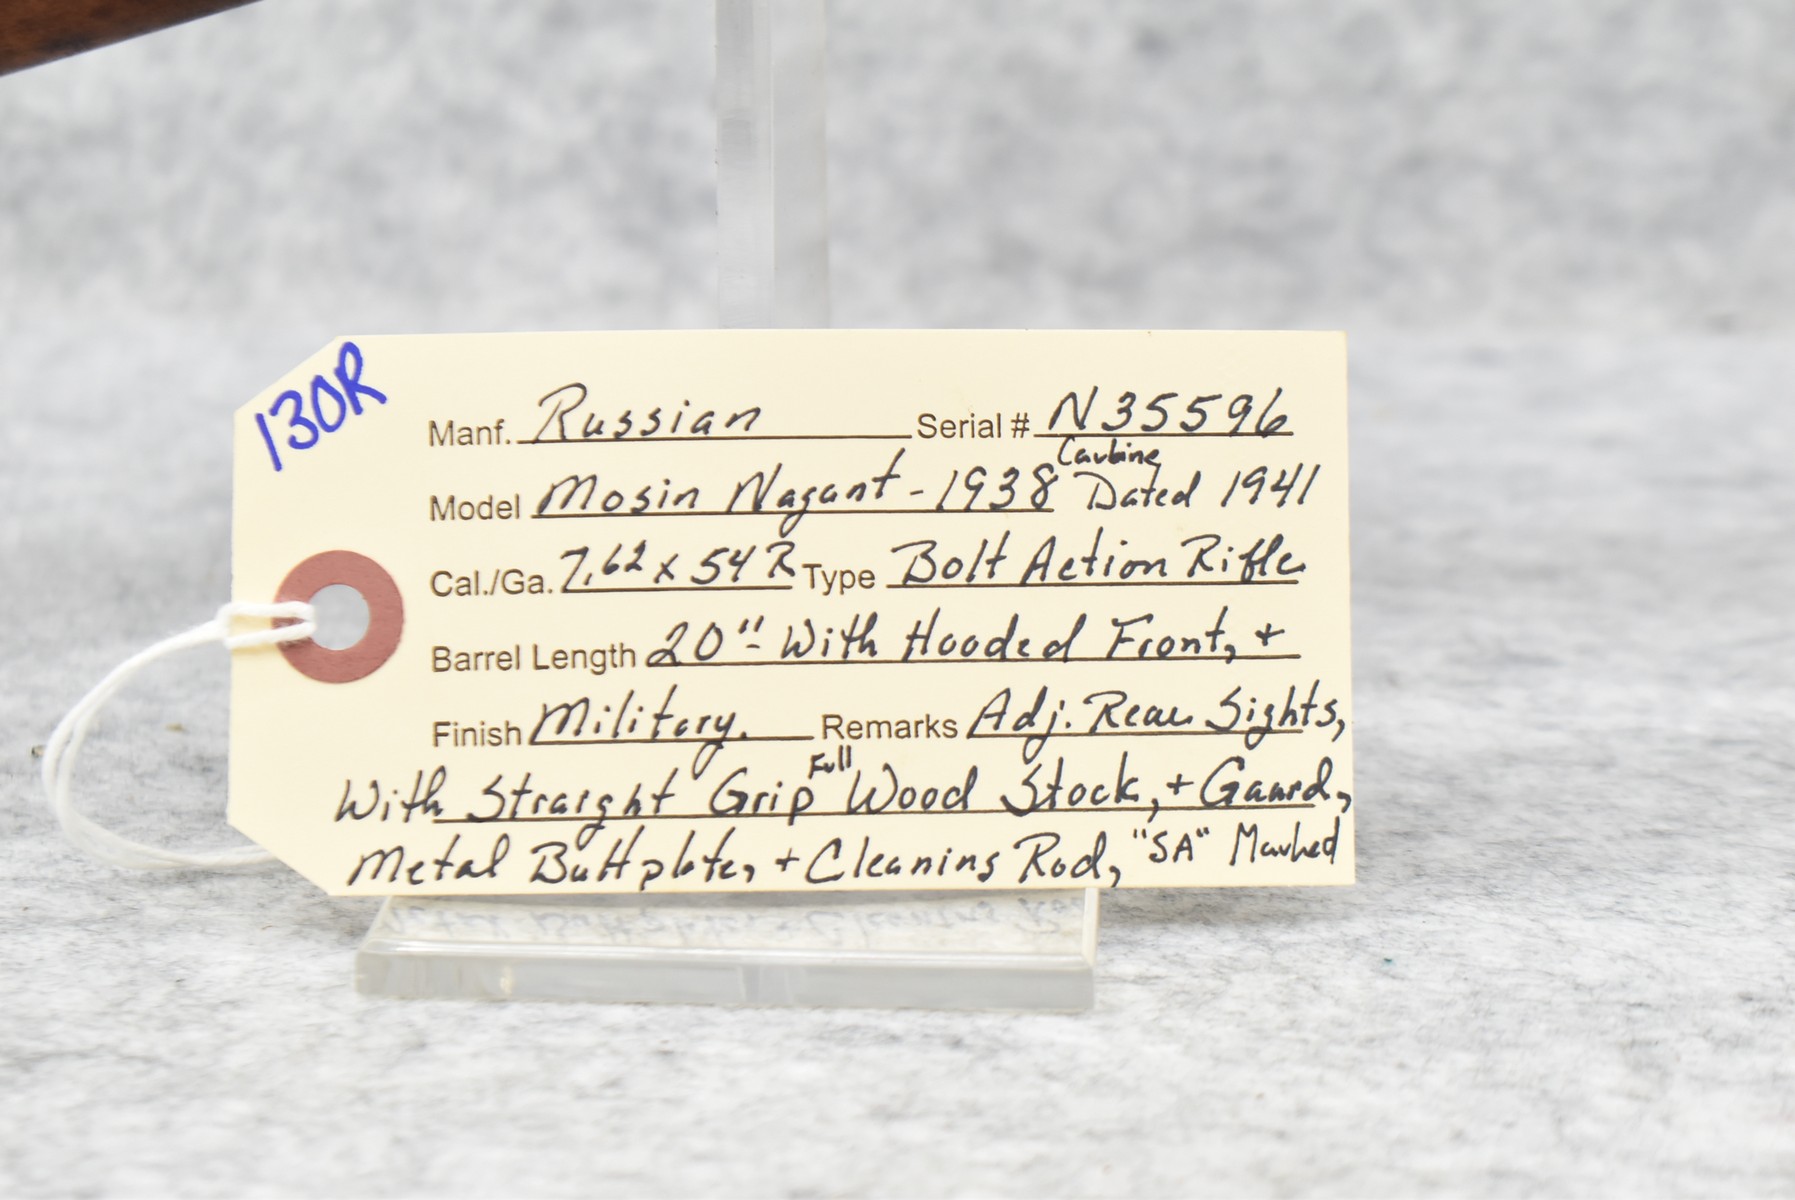 130R
Manf. Russian Serial # N35596
Model Mosin Nagant - 1938 Carbine Dated 1941
Cal./Ga. 7.62 x 54 R Type Bolt Action Rifle
Barrel Length 20" - With Hooded Front, +
Finish Military. Remarks Adj. Rear Sights,
With Straight Grip Full Wood Stock, + Gaurd,
Metal Buttplate, + Cleaning Rod, "SA" Marked